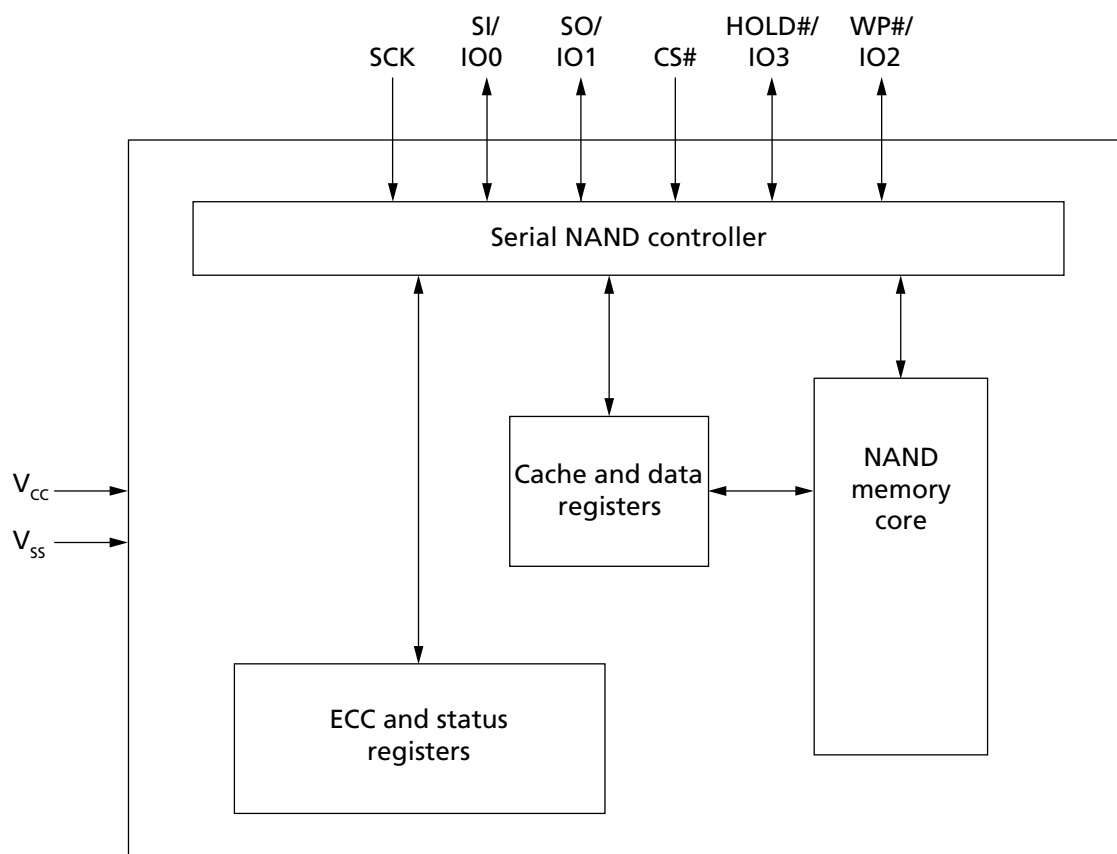 SCK
SI/
IO0
SO/
IO1
CS#
HOLD#/
IO3
WP#/
IO2
Serial NAND controller
Cache and data
registers
NAND
memory
core
VCC
VSS
ECC and status
registers